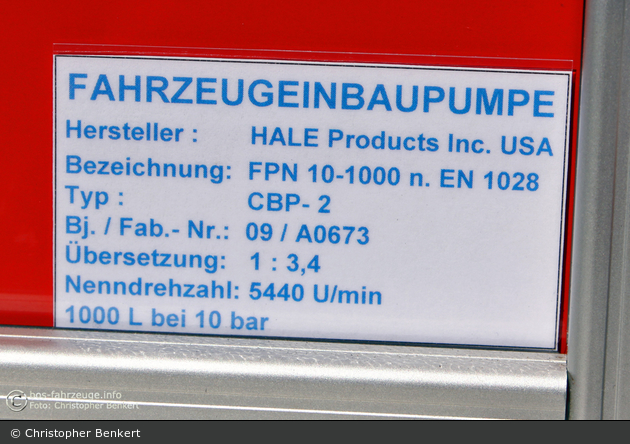 FAHRZEUGEINBAUPUMPE
Hersteller : HALE Products Inc. USA
Bezeichnung: FPN 10-1000 n. EN 1028
Typ : CBP- 2
Bj. / Fab.- Nr.: 09 / A0673
Übersetzung: 1 : 3,4
Nenndrehzahl: 5440 U/min
1000 L bei 10 bar
© bos-fahrzeuge.info
Foto: Christopher Benkert
© Christopher Benkert